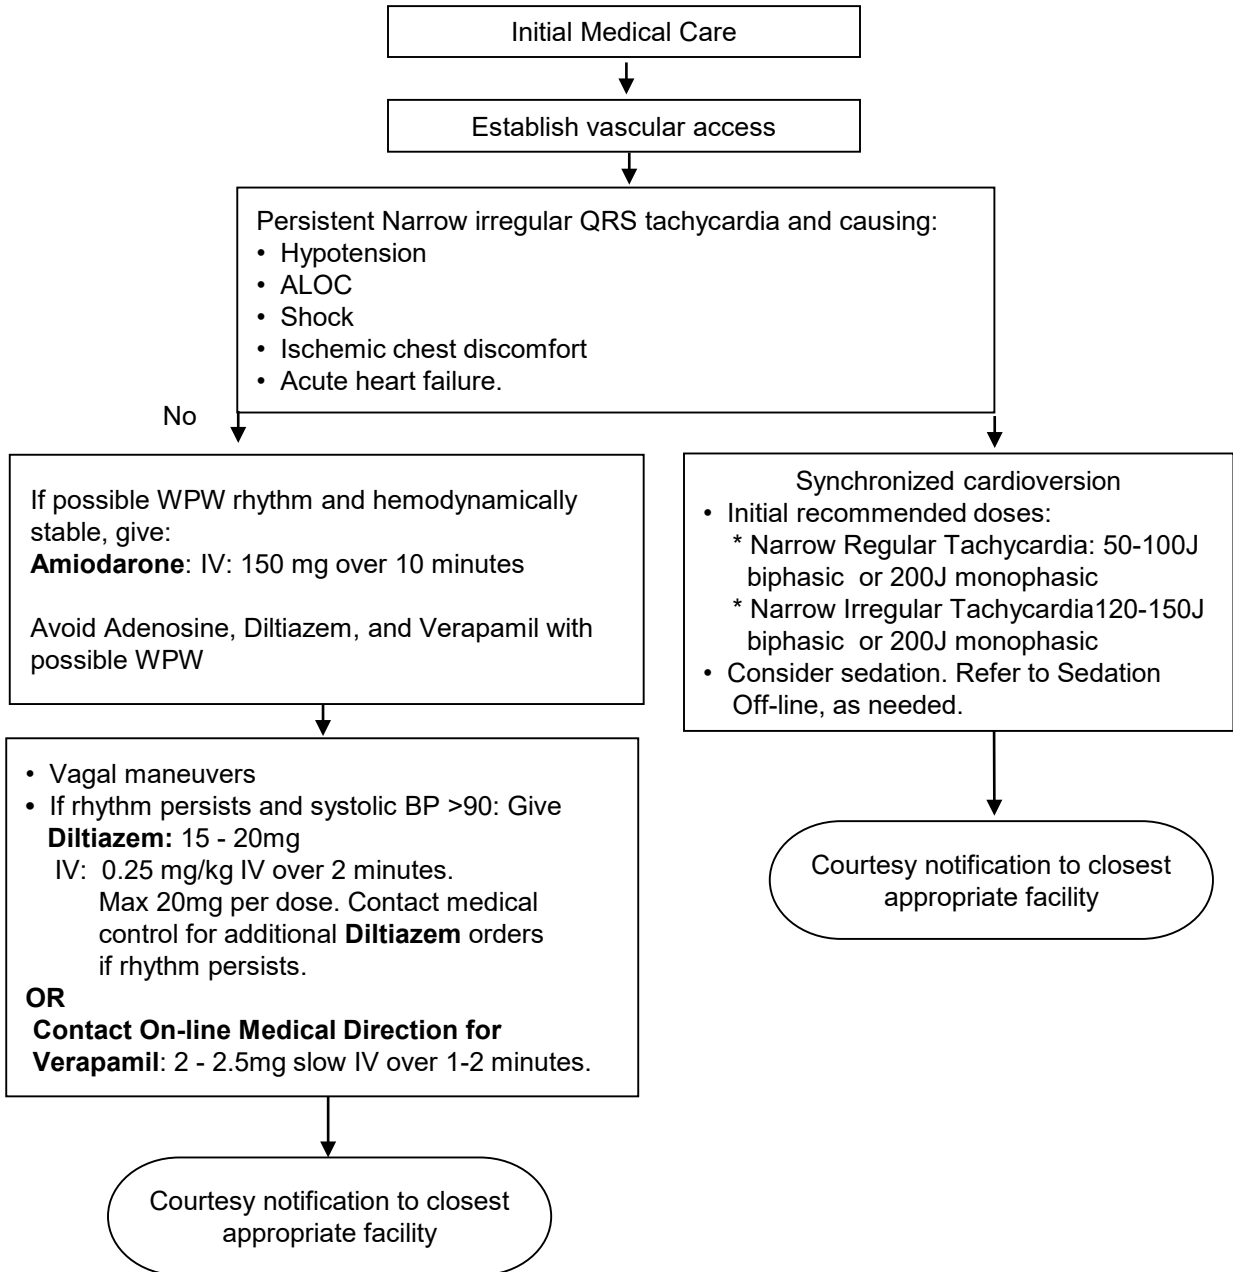 Initial Medical Care
Establish vascular access
Persistent Narrow irregular QRS tachycardia and causing:
• Hypotension
• ALOC
• Shock
• Ischemic chest discomfort
• Acute heart failure.
No
If possible WPW rhythm and hemodynamically
stable, give:
Amiodarone: IV: 150 mg over 10 minutes
Avoid Adenosine, Diltiazem, and Verapamil with
possible WPW
Synchronized cardioversion
• Initial recommended doses:
* Narrow Regular Tachycardia: 50-100J
biphasic or 200J monophasic
* Narrow Irregular Tachycardia120-150J
biphasic or 200J monophasic
• Consider sedation. Refer to Sedation
Off-line, as needed.
• Vagal maneuvers
• If rhythm persists and systolic BP >90: Give
Diltiazem: 15 - 20mg
IV: 0.25 mg/kg IV over 2 minutes.
Max 20mg per dose. Contact medical
control for additional Diltiazem orders
if rhythm persists.
OR
Contact On-line Medical Direction for
Verapamil: 2 - 2.5mg slow IV over 1-2 minutes.
Courtesy notification to closest
appropriate facility
Courtesy notification to closest
appropriate facility